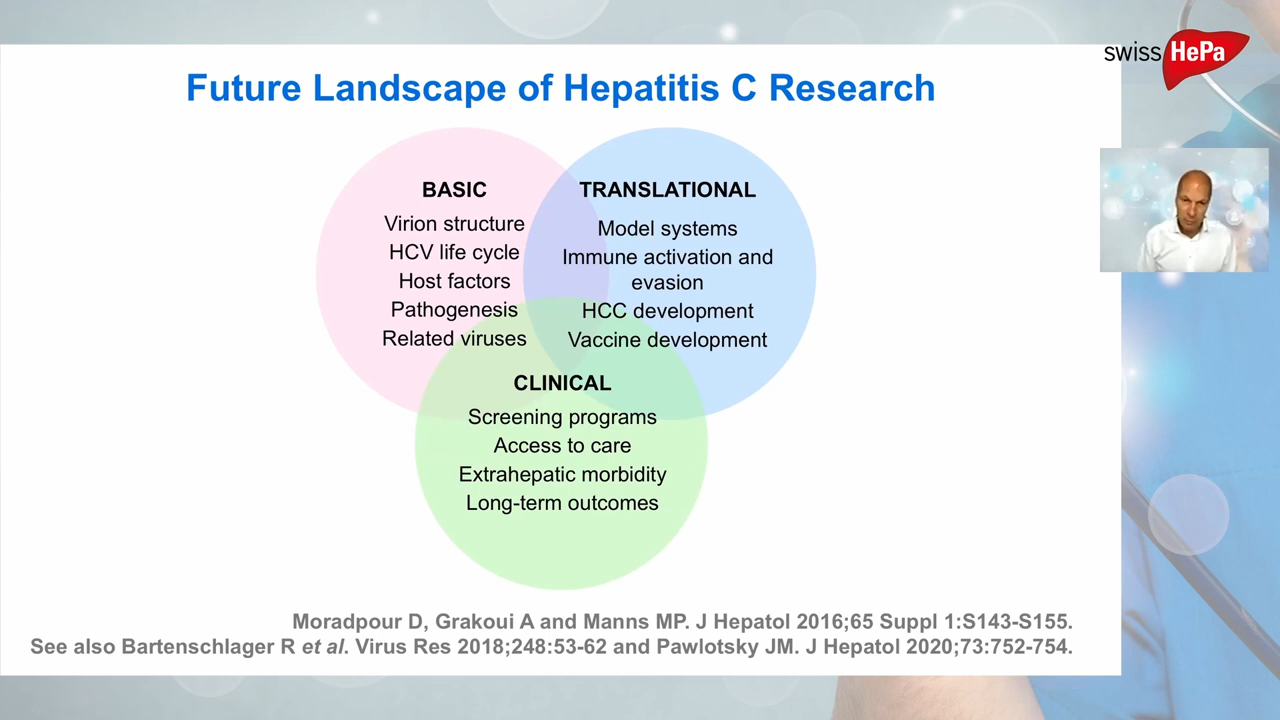 swiss HePa
Future Landscape of Hepatitis C Research
BASIC
Virion structure
HCV life cycle
Host factors
Pathogenesis
Related viruses
TRANSLATIONAL
Model systems
Immune activation and
evasion
HCC development
Vaccine development
CLINICAL
Screening programs
Access to care
Extrahepatic morbidity
Long-term outcomes
Moradpour D, Grakoui A and Manns MP. J Hepatol 2016;65 Suppl 1:S143-S155.
See also Bartenschlager R et al. Virus Res 2018;248:53-62 and Pawlotsky JM. J Hepatol 2020;73:752-754.